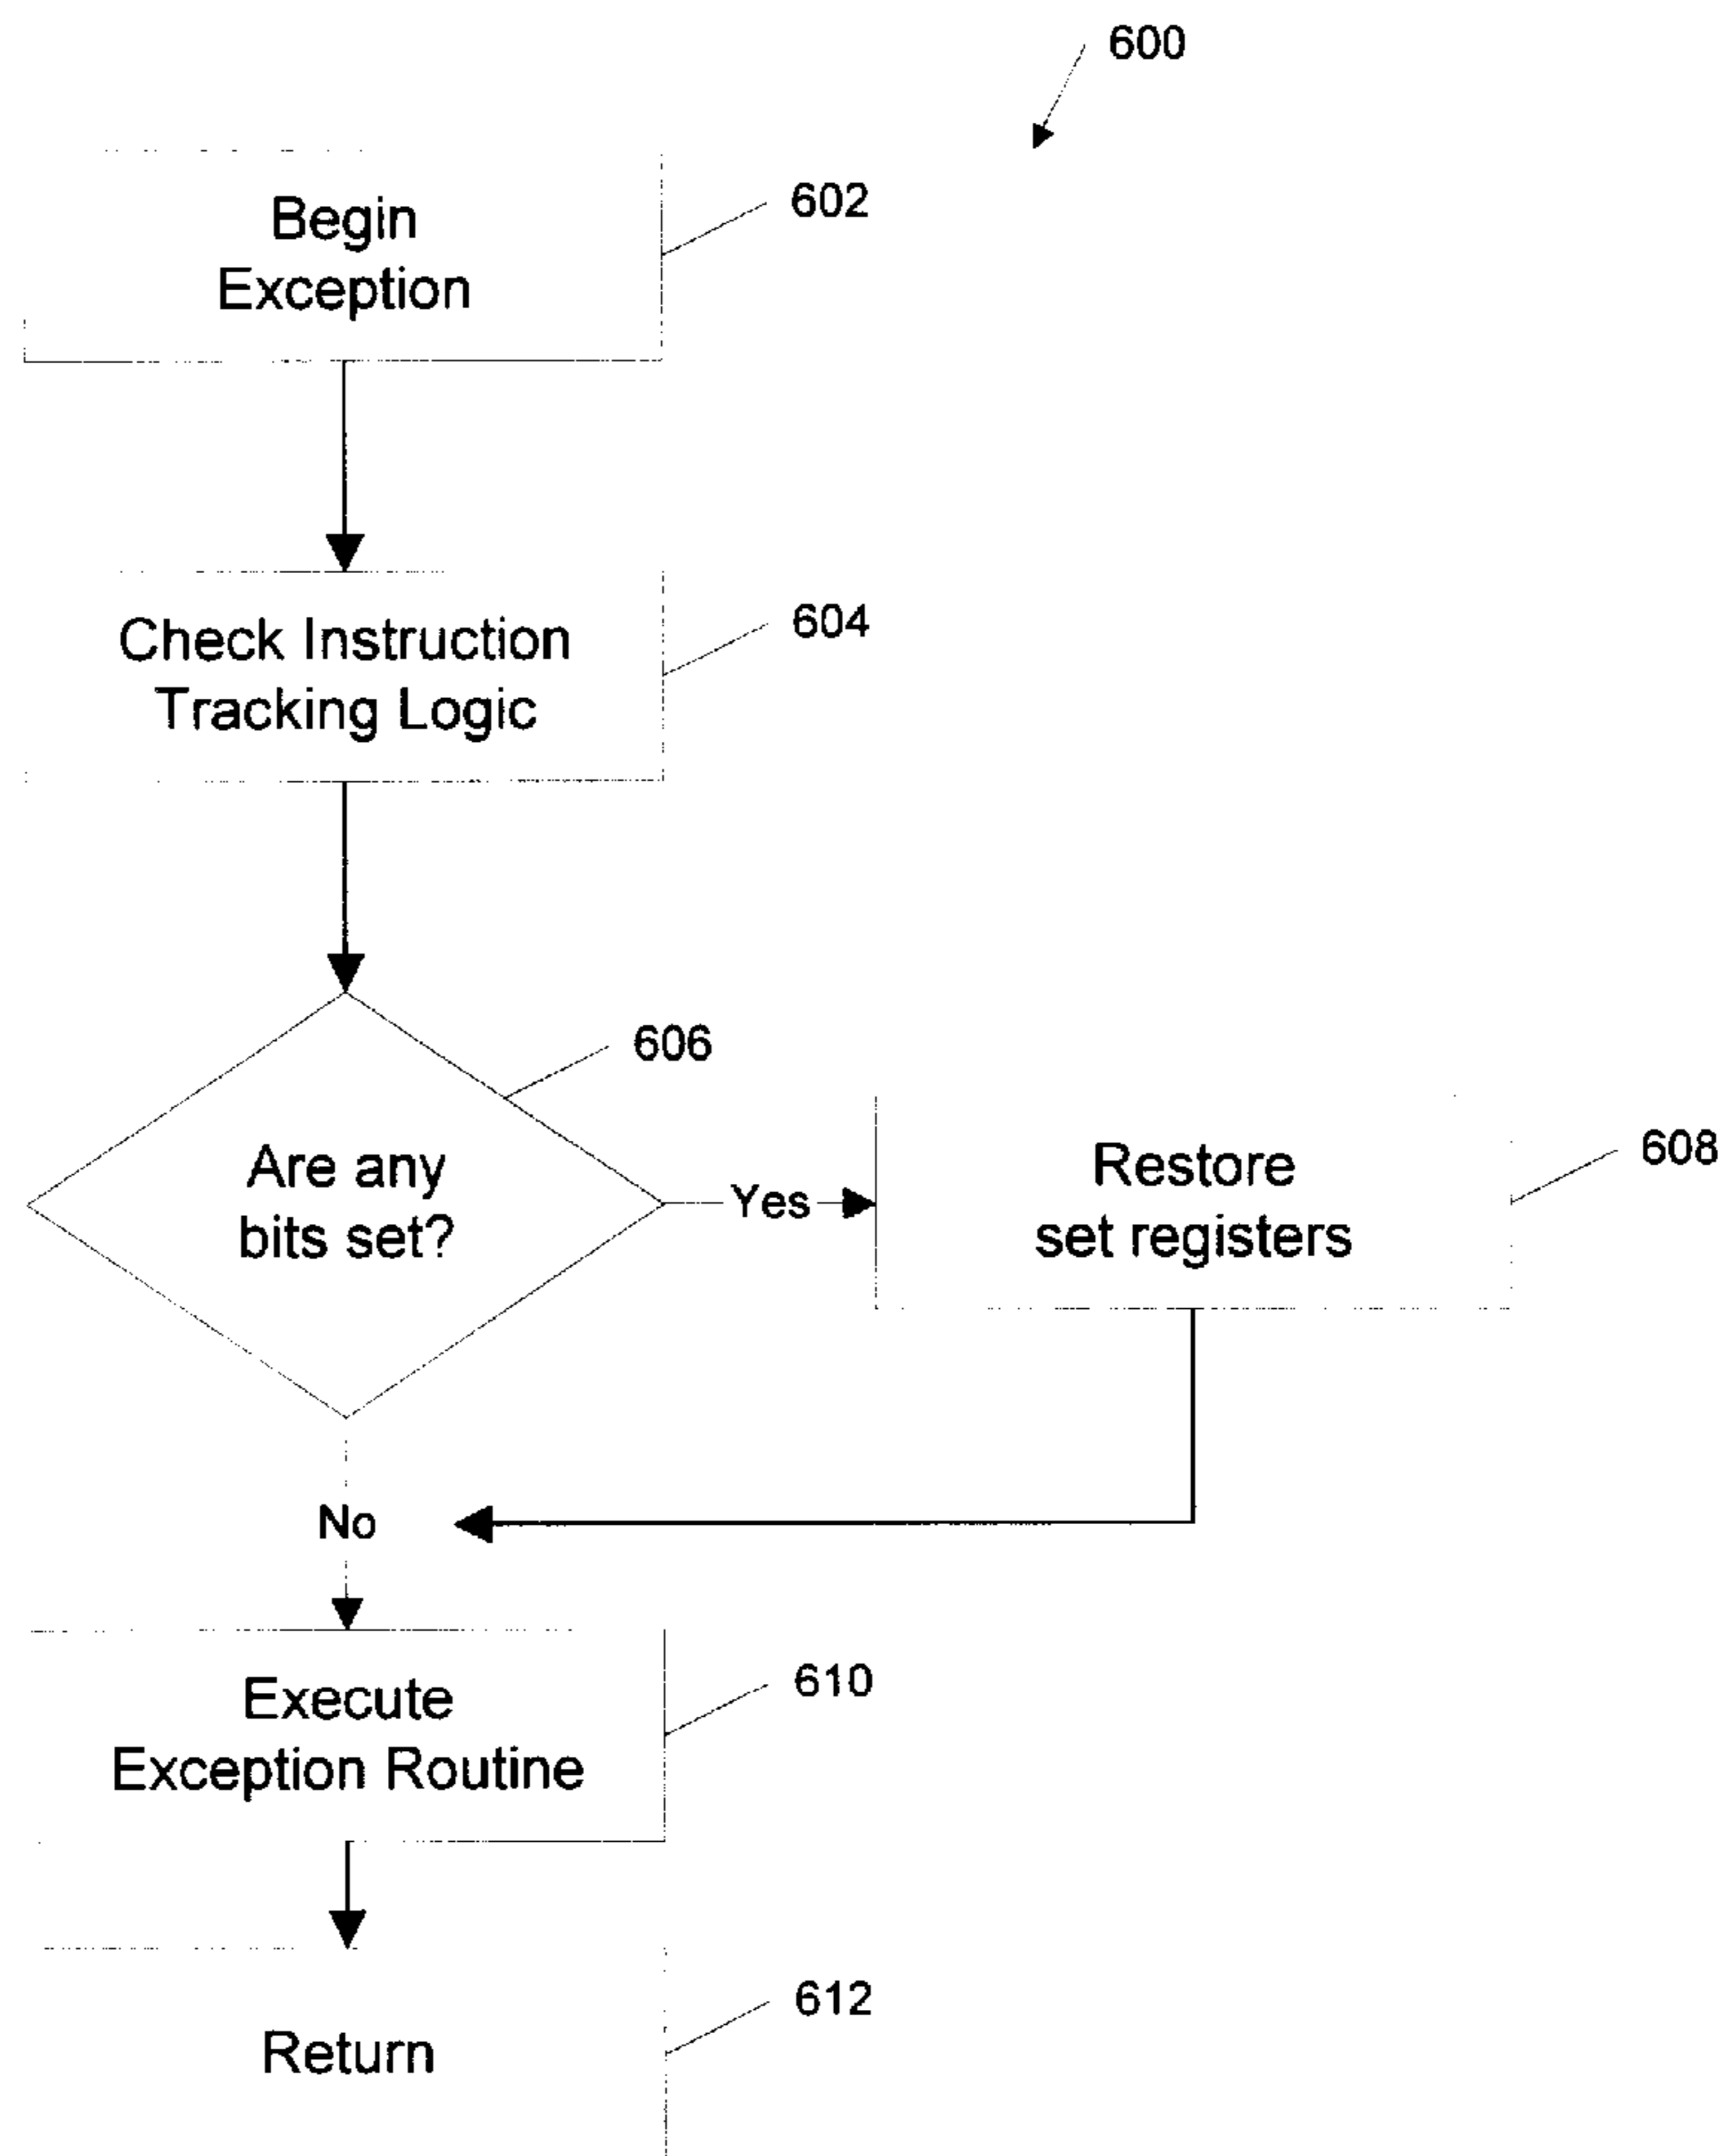 600
Begin
Exception
602
Check Instruction
Tracking Logic
604
606
Are any
bits set?
Yes
Restore
set registers
608
No
Execute
Exception Routine
610
Return
612